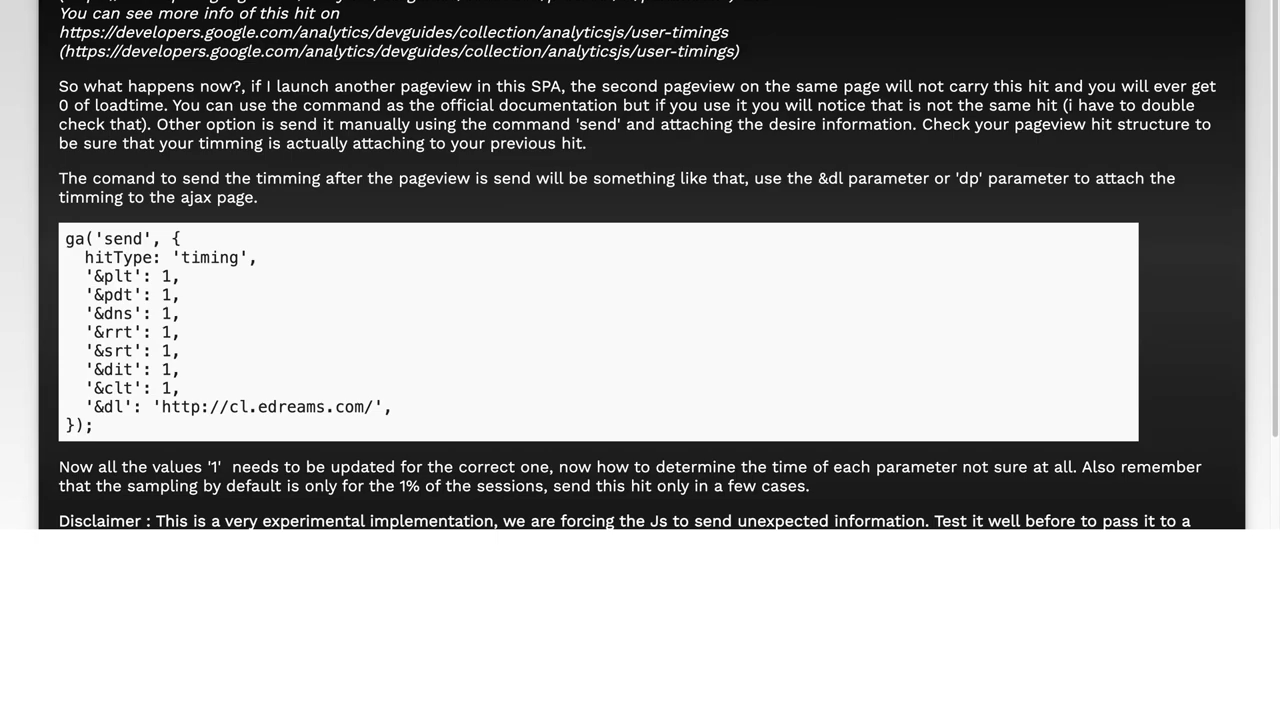 You can see more info of this hit on
https://developers.google.com/analytics/devguides/collection/analyticsjs/user-timings
(https://developers.google.com/analytics/devguides/collection/analyticsjs/user-timings)
So what happens now?, if I launch another pageview in this SPA, the second pageview on the same page will not carry this hit and you will ever get
0 of loadtime. You can use the command as the official documentation but if you use it you will notice that is not the same hit (i have to double
check that). Other option is send it manually using the command 'send' and attaching the desire information. Check your pageview hit structure to
be sure that your timming is actually attaching to your previous hit.
The comand to send the timming after the pageview is send will be something like that, use the &dl parameter or 'dp' parameter to attach the
timming to the ajax page.
ga('send', {
  hitType: 'timing',
  '&plt': 1,
  '&pdt': 1,
  '&dns': 1,
  '&rrt': 1,
  '&srt': 1,
  '&dit': 1,
  '&clt': 1,
  '&dl': 'http://cl.edreams.com/',
});
Now all the values '1'  needs to be updated for the correct one, now how to determine the time of each parameter not sure at all. Also remember
that the sampling by default is only for the 1% of the sessions, send this hit only in a few cases.
Disclaimer : This is a very experimental implementation, we are forcing the Js to send unexpected information. Test it well before to pass it to a